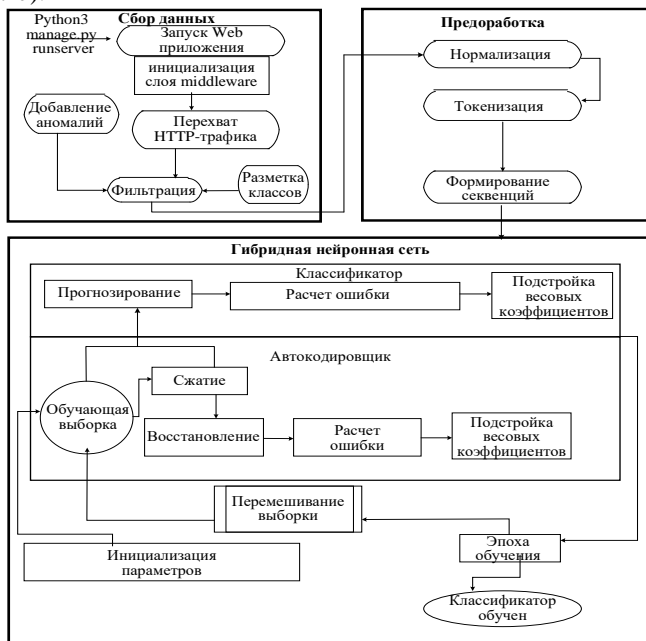 Python3
manage.py
runserver
Сбор данных
Запуск Web
приложения
инициализация
слоя middleware
Добавление
аномалий
Перехват
HTTP-трафика
Фильтрация
Разметка
классов
Предоработка
Нормализация
Токенизация
Формирование
секвенций
Гибридная нейронная сеть
Классификатор
Прогнозирование
Расчет ошибки
Подстройка
весовых
коэффициентов
Автокодировщик
Обучающая
выборка
Сжатие
Восстановление
Расчет
ошибки
Подстройка
весовых
коэффициентов
Перемешивание
выборки
Инициализация
параметров
Эпоха
обучения
Классификатор
обучен